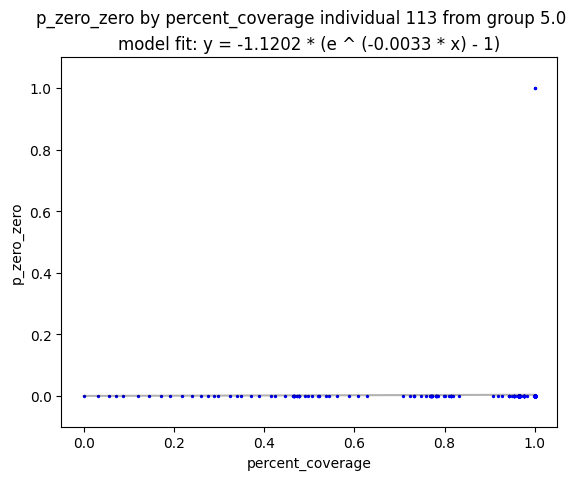 p_zero_zero by percent_coverage individual 113 from group 5.0
model fit: y = -1.1202 * (e ^ (-0.0033 * x) - 1)
1.0
0.8
0.6
0.4
0.2
0.0
p_zero_zero
0.0 0.2 0.4 0.6 0.8 1.0
percent_coverage